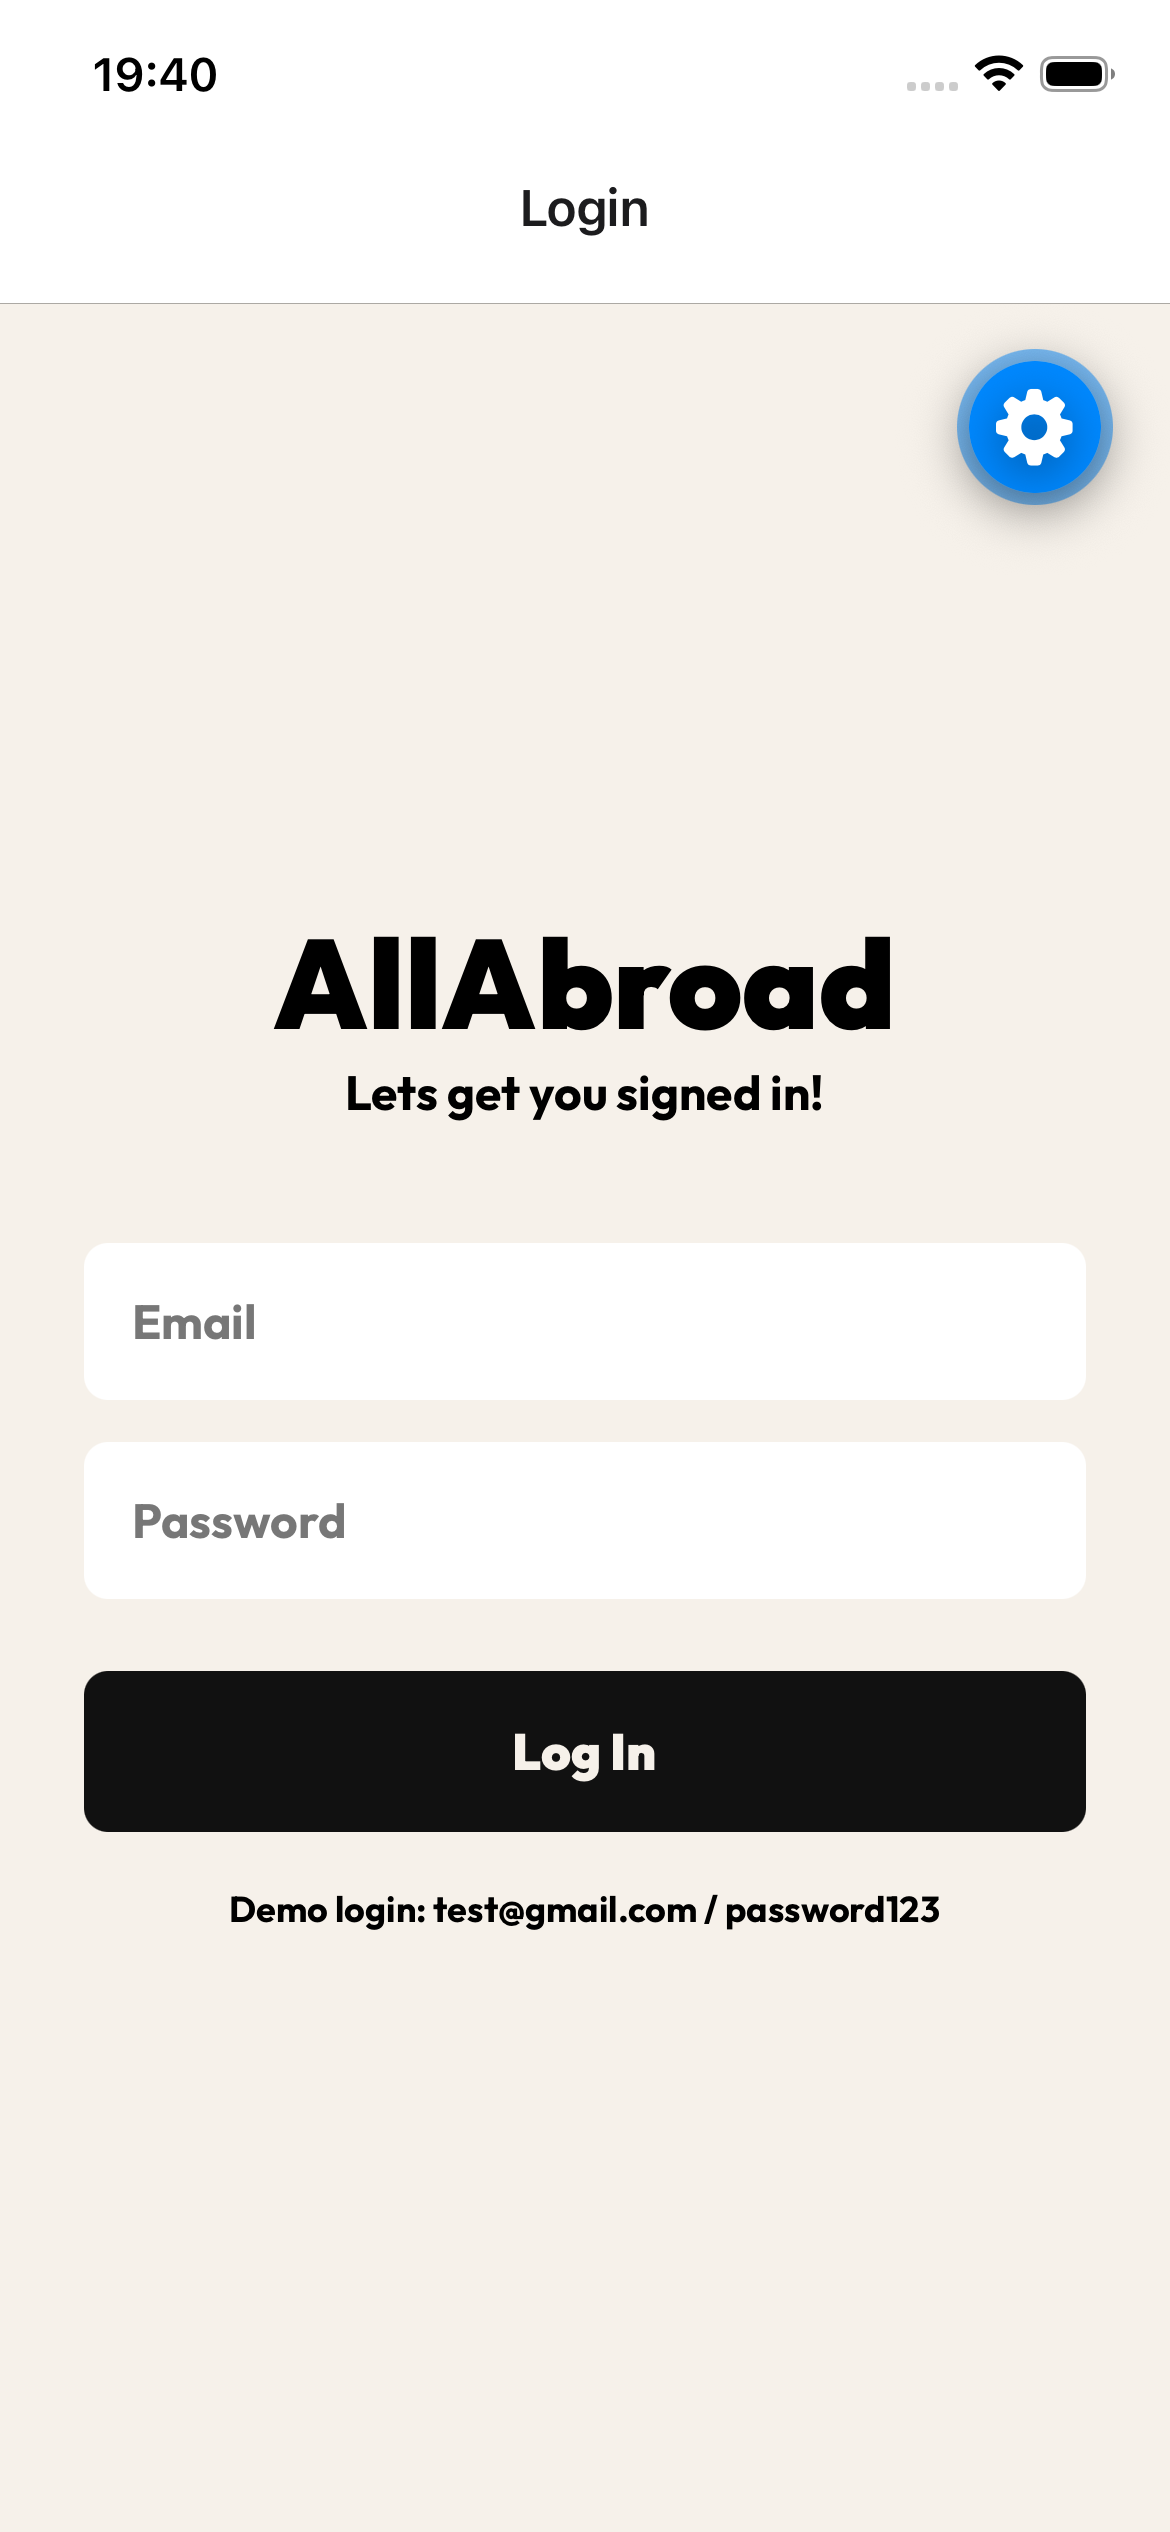 19:40
Login
AllAbroad
Lets get you signed in!
Email
Password
Log In
Demo login: test@gmail.com / password123